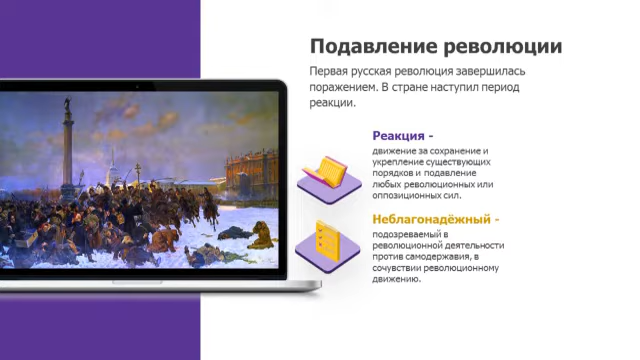 Подавление революции
Первая русская революция завершилась
поражением. В стране наступил период
реакции.
Реакция -
движение за сохранение и
укрепление существующих
порядков и подавление
любых революционных или
оппозиционных сил.
Неблагонадёжный -
подозреваемый в
революционной деятельности
против самодержавия, в
сочувствии революционному
движению.